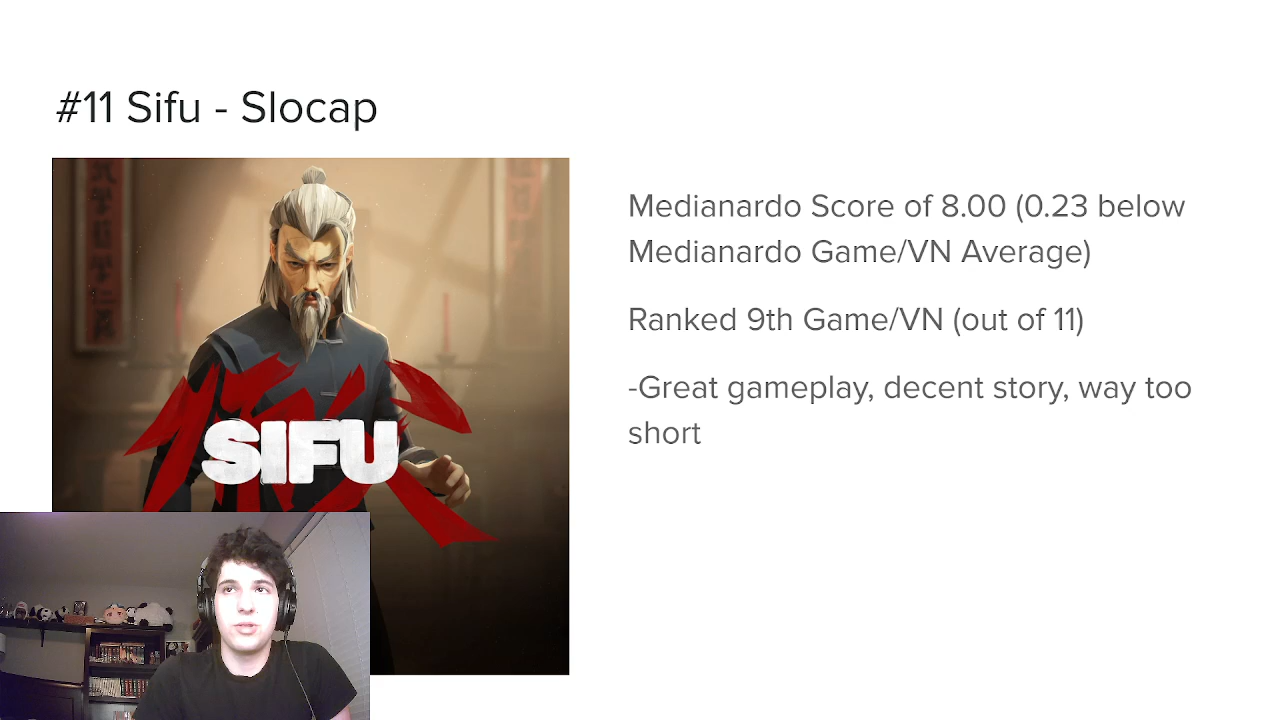 #11 Sifu - Slocap
Medianardo Score of 8.00 (0.23 below
Medianardo Game/VN Average)
Ranked 9th Game/VN (out of 11)
-Great gameplay, decent story, way too
short
SIFU